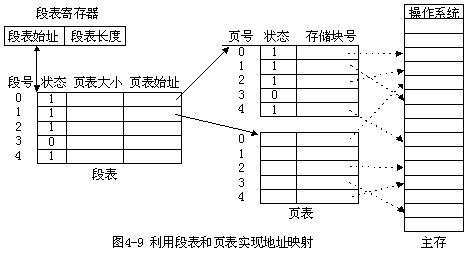 段表寄存器
段表始址 段表长度
段号 状态 页表大小 页表始址
0 1
1 1
2 1
3 0
4 1
段表
页号 状态 存储块号
0 1
1 1
2 1
3 0
4 1
0
1
2
3
4
页表
操作系统
主存
图4-9 利用段表和页表实现地址映射